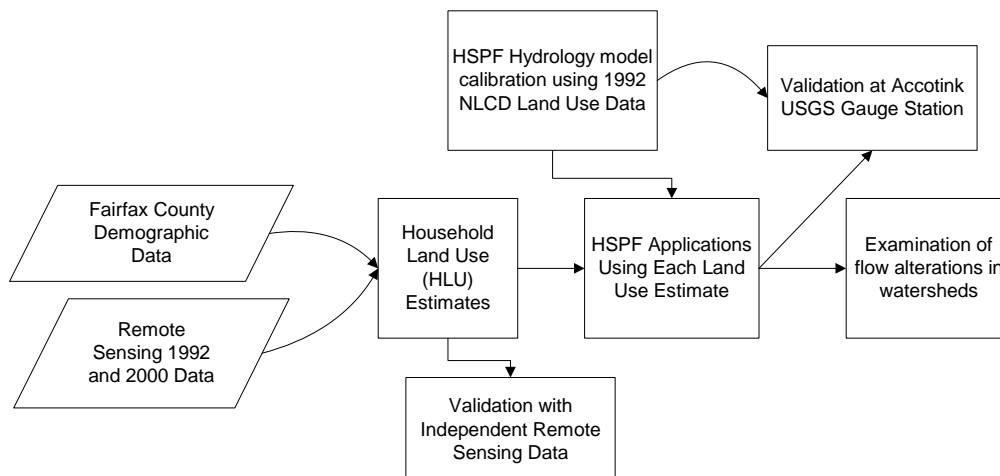 HSPF Hydrology model
calibration using 1992
NLCD Land Use Data
Validation at Accotink
USGS Gauge Station
Fairfax County
Demographic
Data
Household
Land Use
(HLU)
Estimates
HSPF Applications
Using Each Land
Use Estimate
Examination of
flow alterations in
watersheds
Remote
Sensing 1992
and 2000 Data
Validation with
Independent Remote
Sensing Data